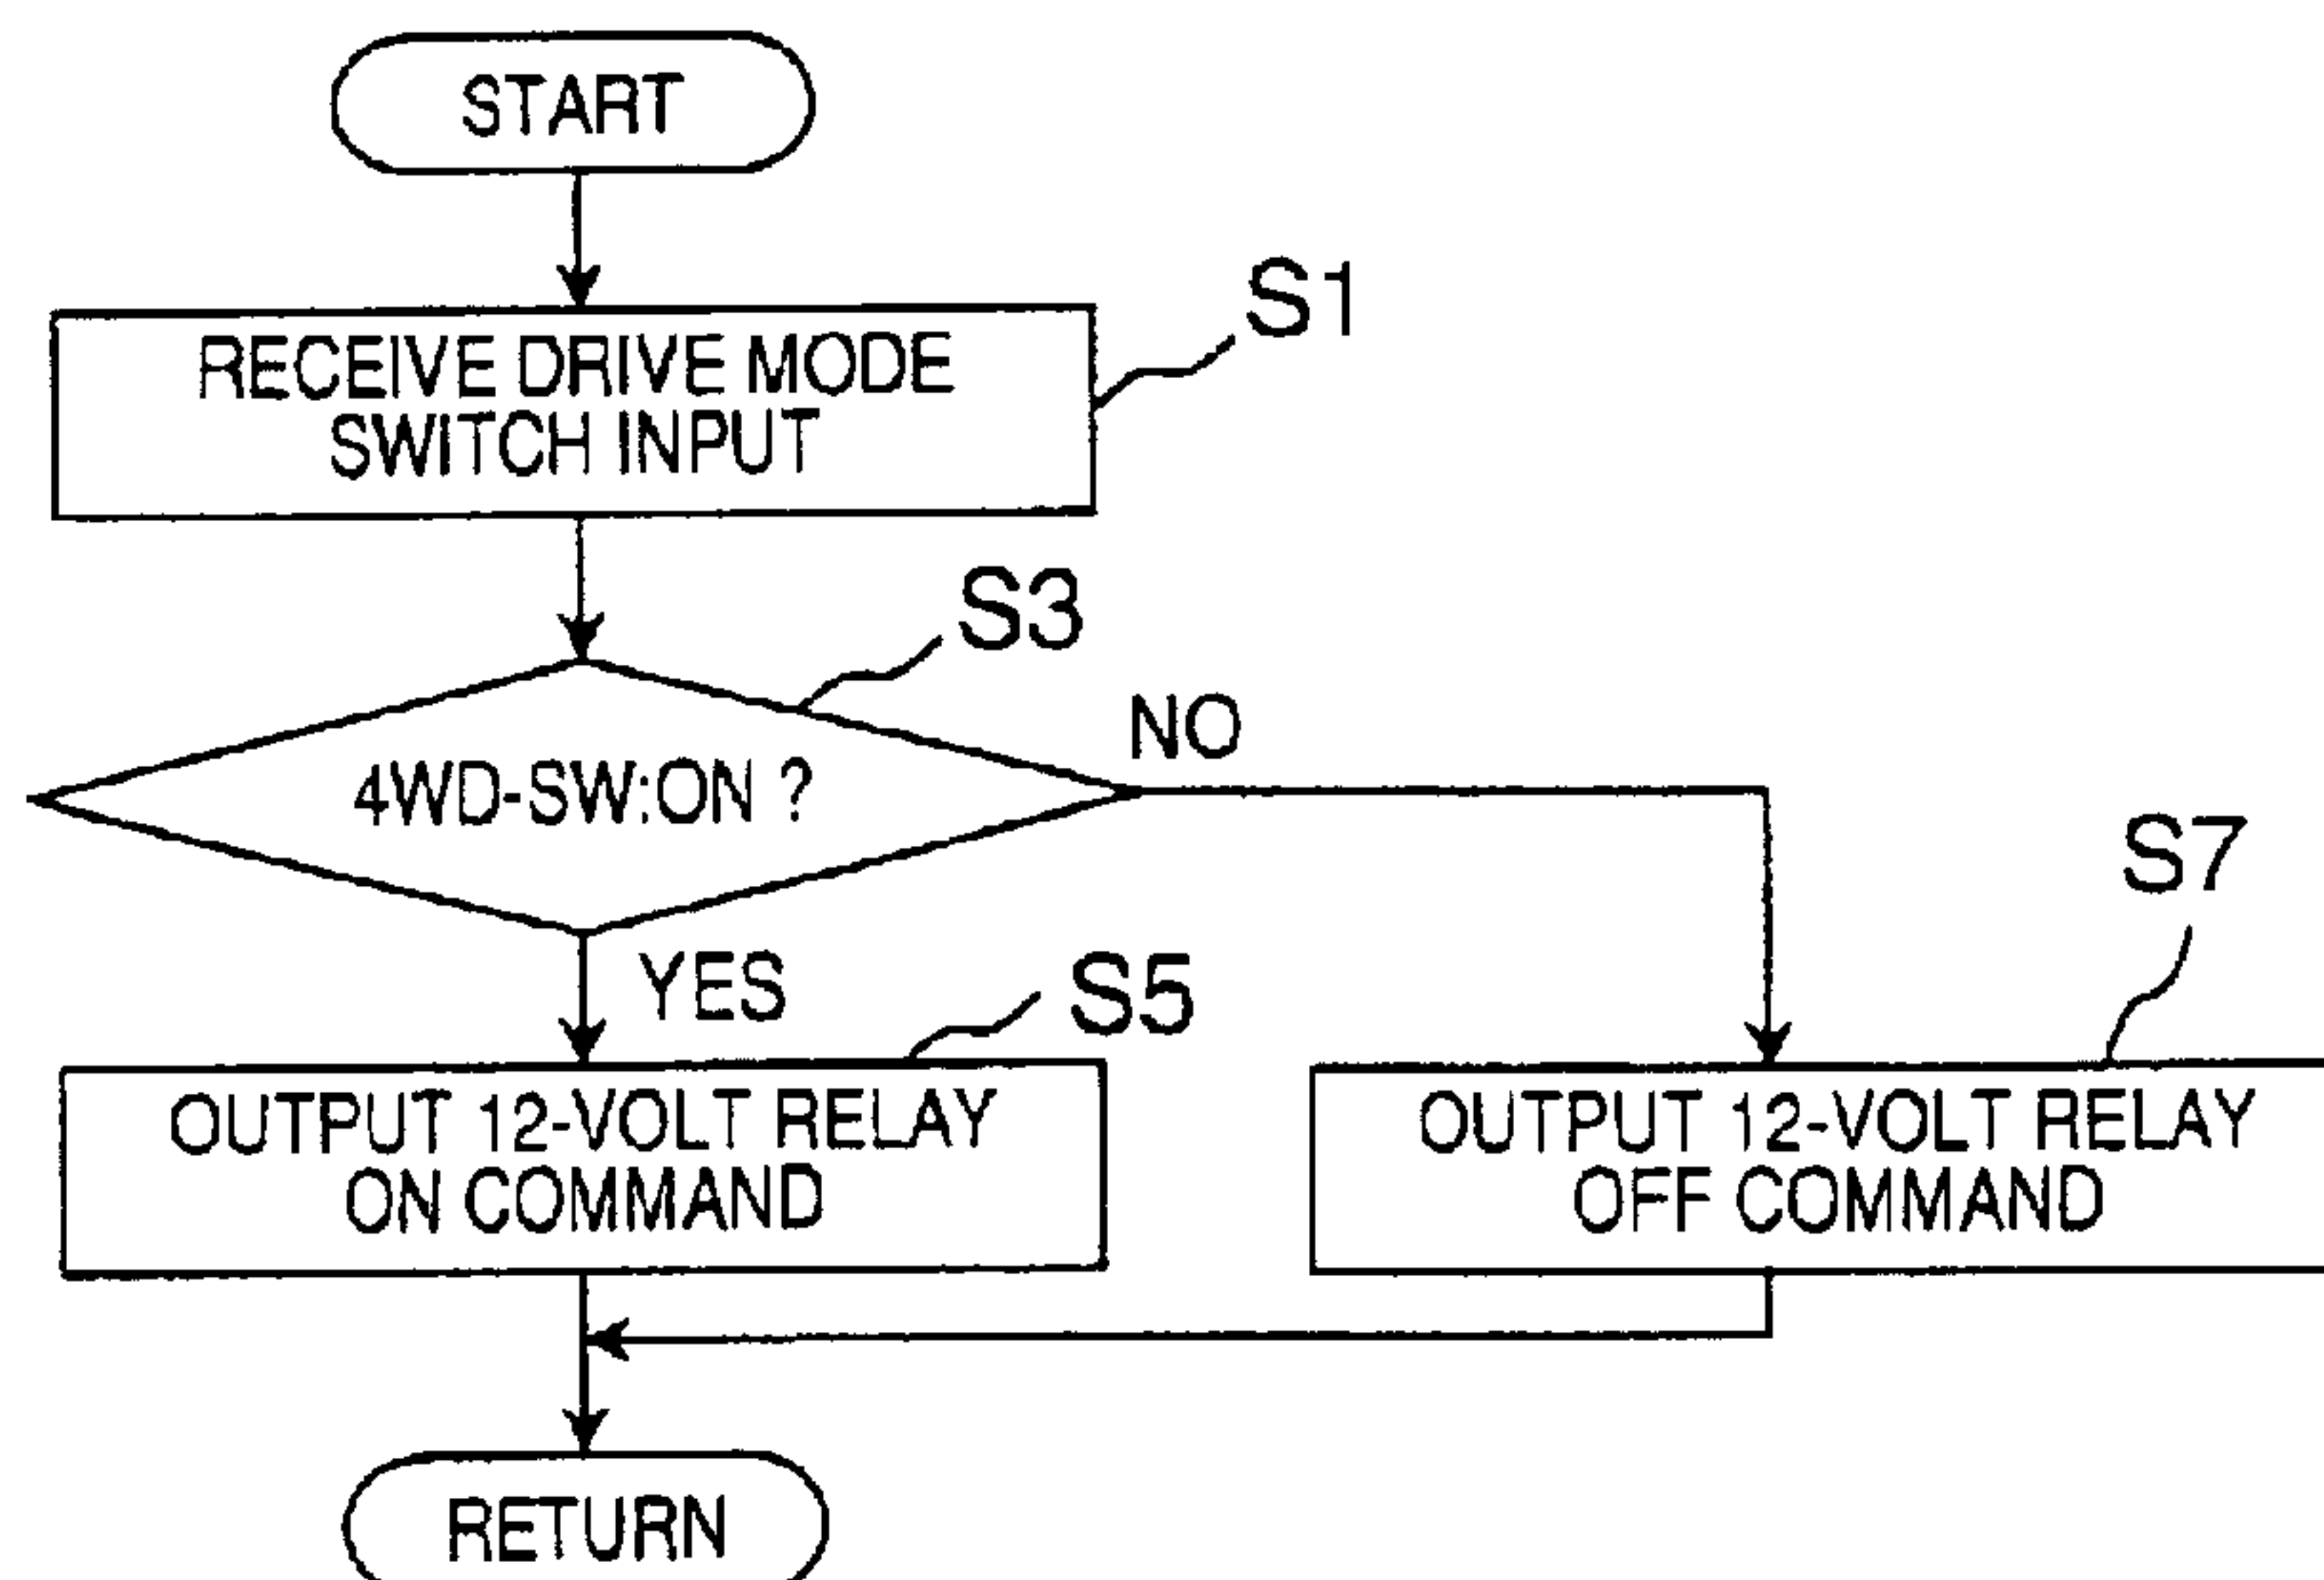 START
S1
RECEIVE DRIVE MODE
SWITCH INPUT
S3
4WD-SW:ON ?
NO
YES
S5
S7
OUTPUT 12-VOLT RELAY
ON COMMAND
OUTPUT 12-VOLT RELAY
OFF COMMAND
RETURN